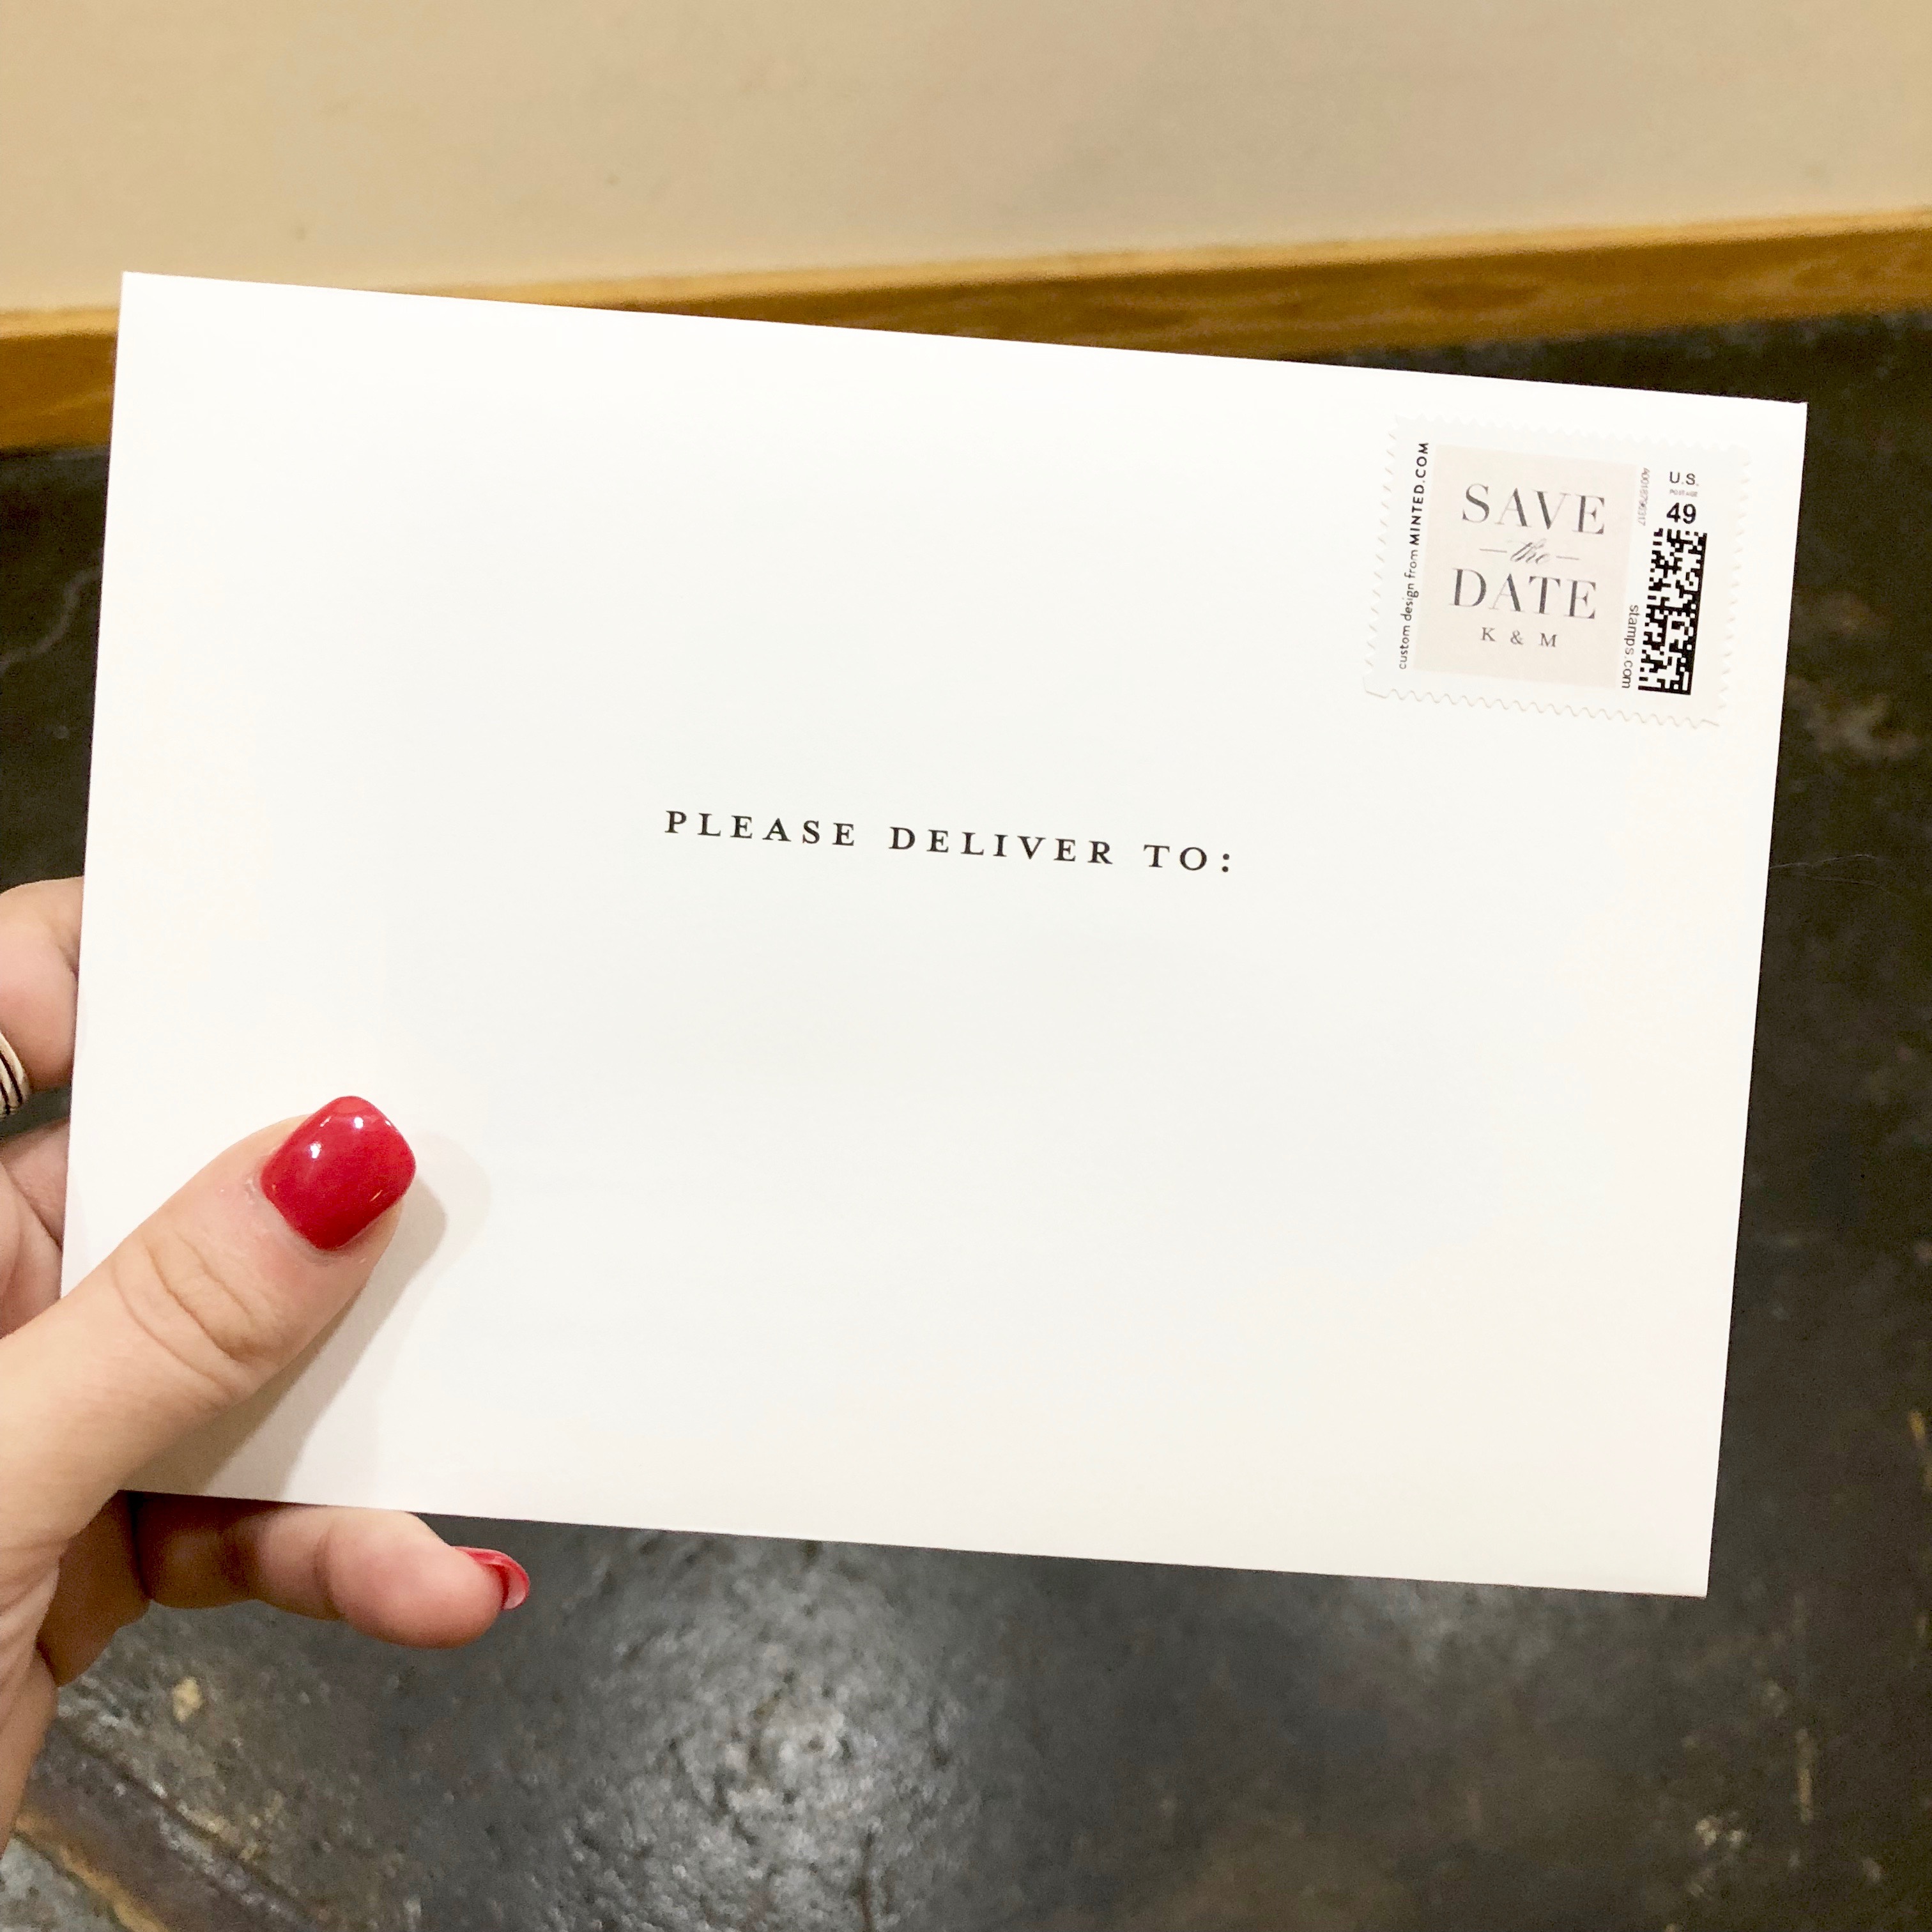 custom design from MINTED.COM
SAVE
the
DATE
K & M
U.S.
POSTAGE
49
stamps.com
PLEASE DELIVER TO: